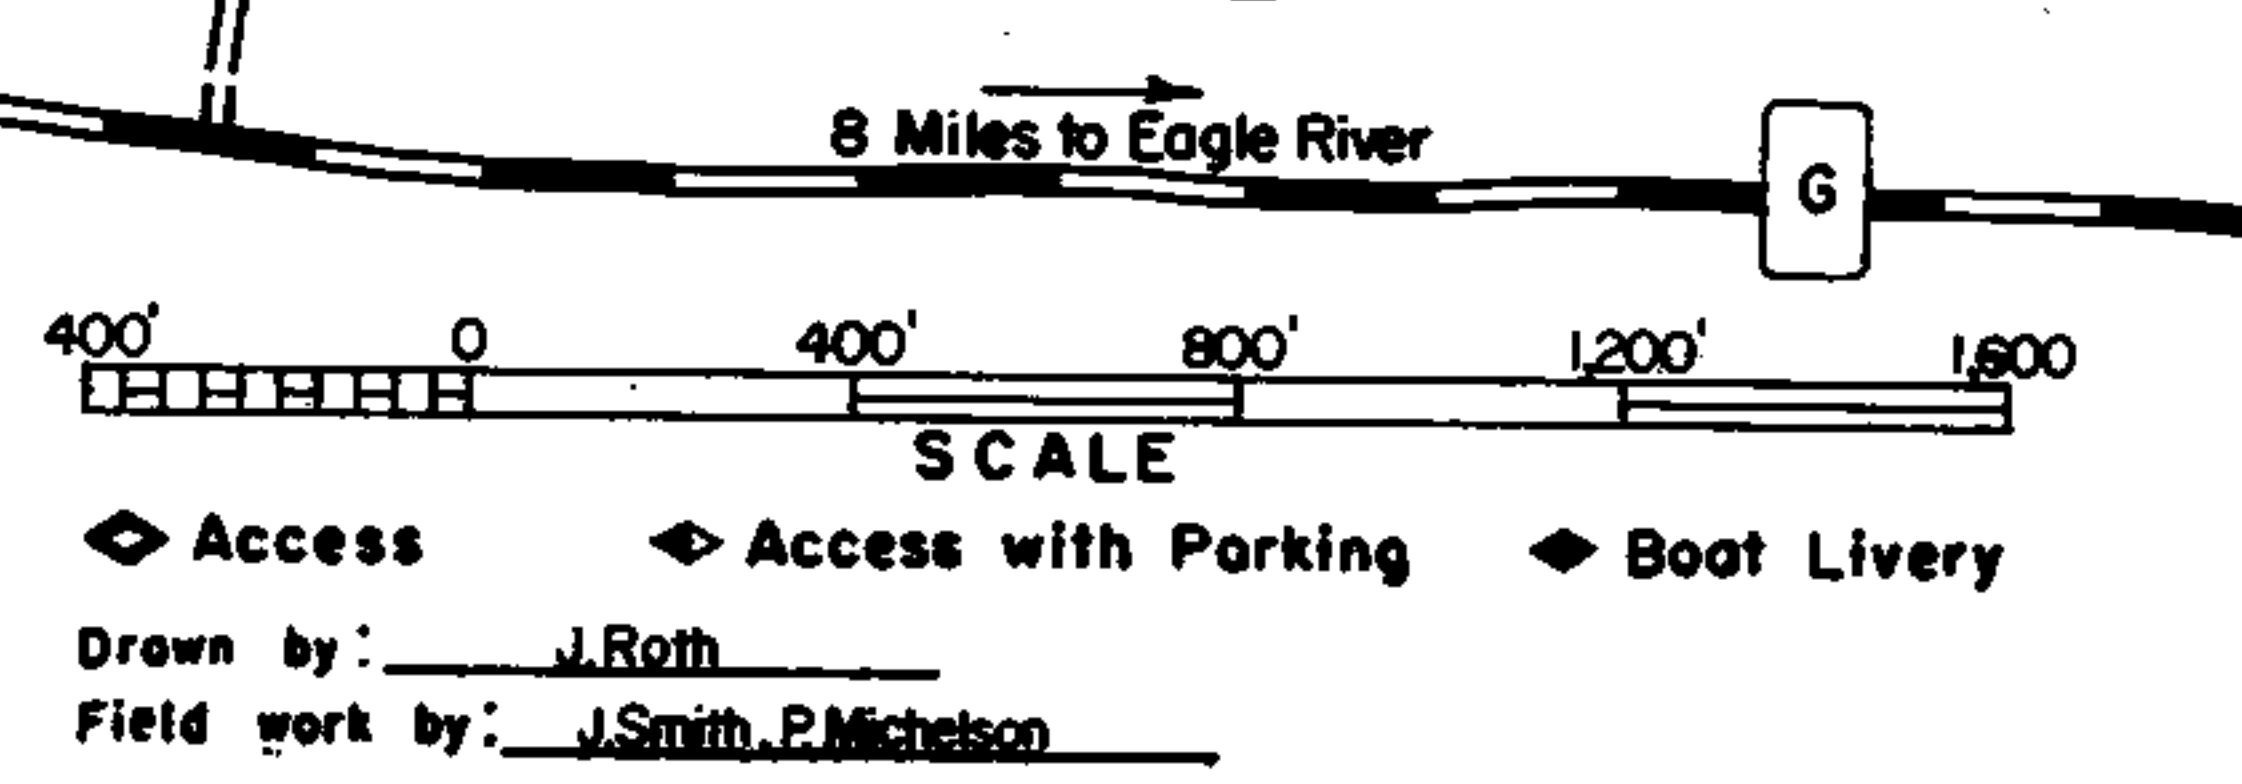 8 Miles to Eagle River
G
400' 0 400' 800' 1,200' 1,600
SCALE
Access Access with Parking Boat Livery
Drawn by: J. Roth
Field work by: J. Smith, P. Michelson